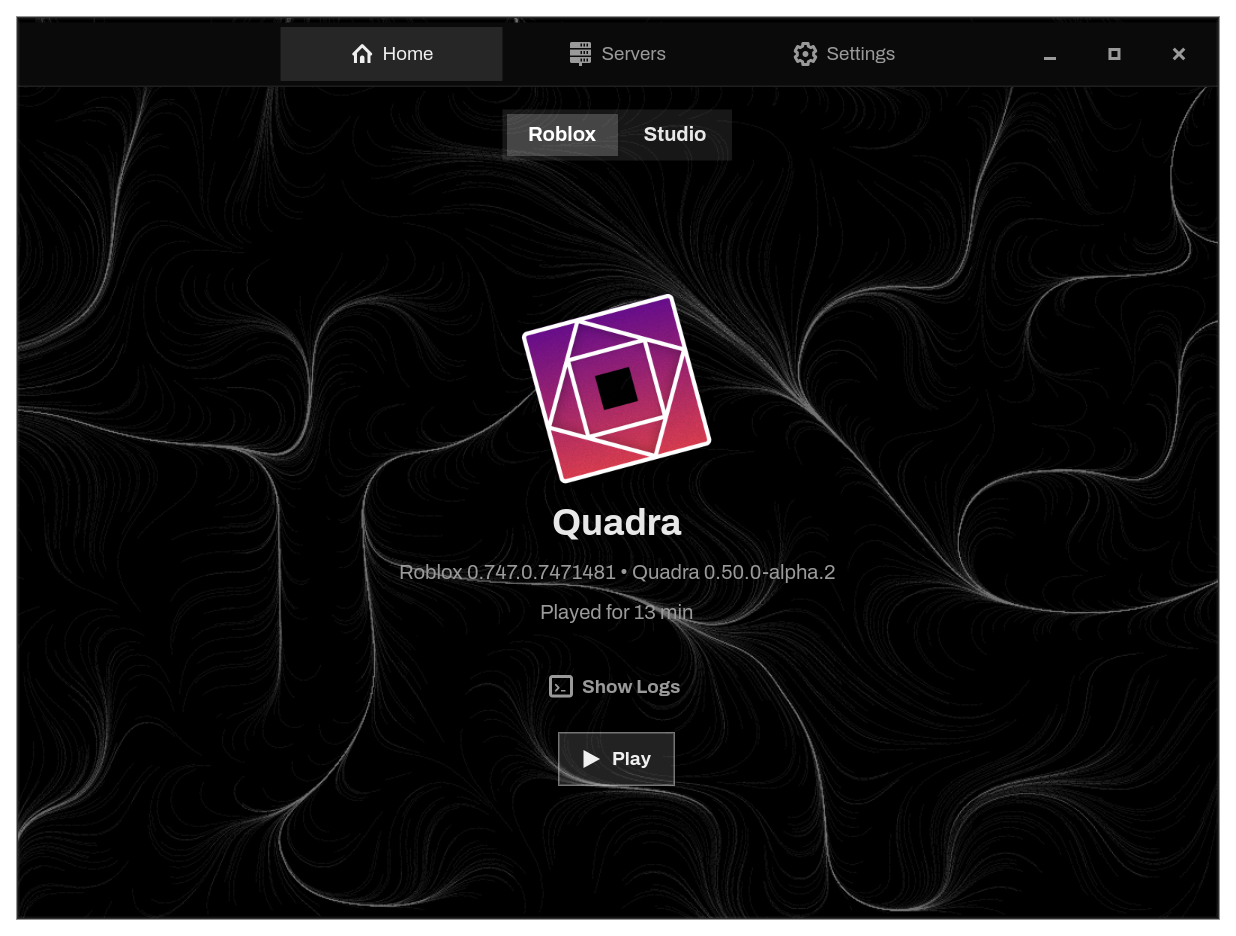 Home
Servers
Settings
Roblox
Studio
Quadra
Roblox 0.747.0.7471481 • Quadra 0.50.0-alpha.2
Played for 13 min
Show Logs
Play